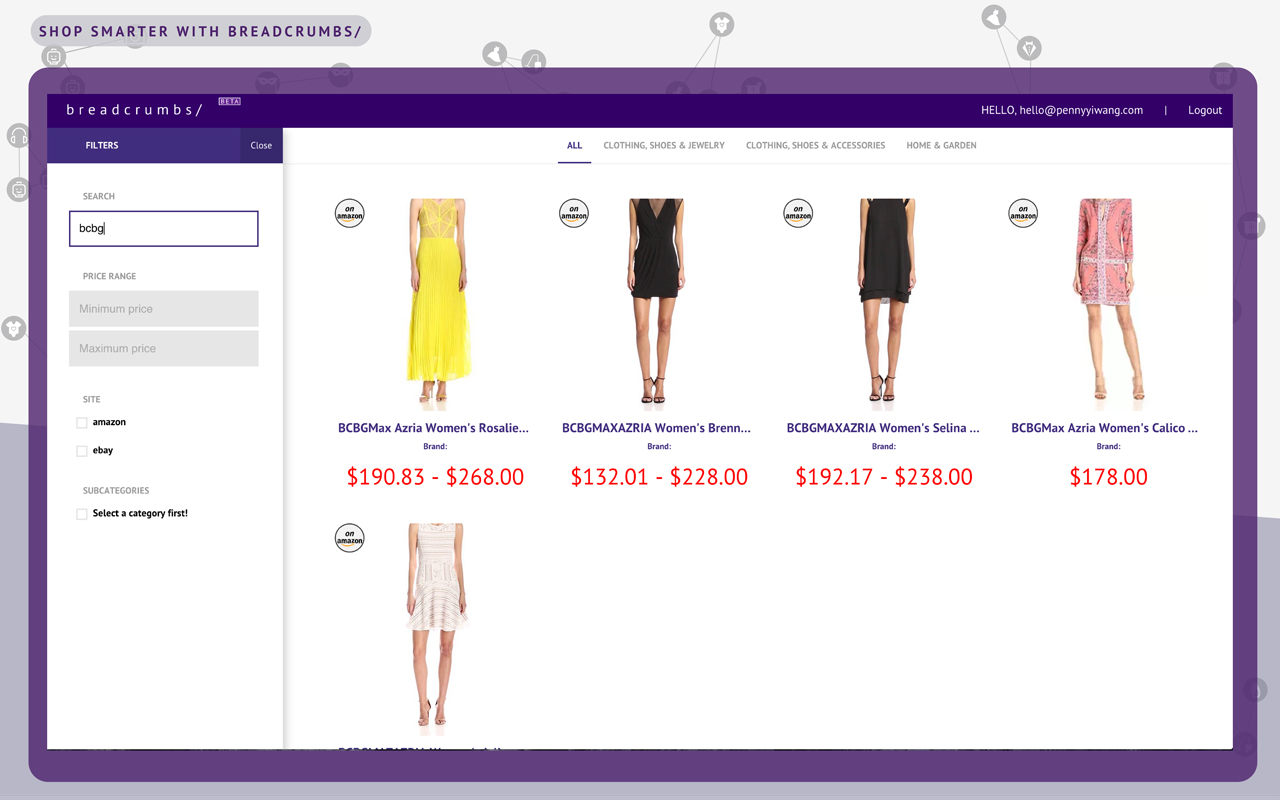 SHOP SMARTER WITH BREADCRUMBS/
breadcrumbs/ BETA
HELLO, hello@pennyyiwang.com | Logout
FILTERS Close
ALL CLOTHING, SHOES & JEWELRY CLOTHING, SHOES & ACCESSORIES HOME & GARDEN
SEARCH
bcbg
PRICE RANGE
Minimum price
Maximum price
SITE
amazon
ebay
SUBCATEGORIES
Select a category first!
on amazon
on amazon
on amazon
on amazon
BCBGMax Azria Women's Rosalie...
Brand:
$190.83 - $268.00
BCBGMAXAZRIA Women's Brenn...
Brand:
$132.01 - $228.00
BCBGMAXAZRIA Women's Selina ...
Brand:
$192.17 - $238.00
BCBGMax Azria Women's Calico ...
Brand:
$178.00
on amazon